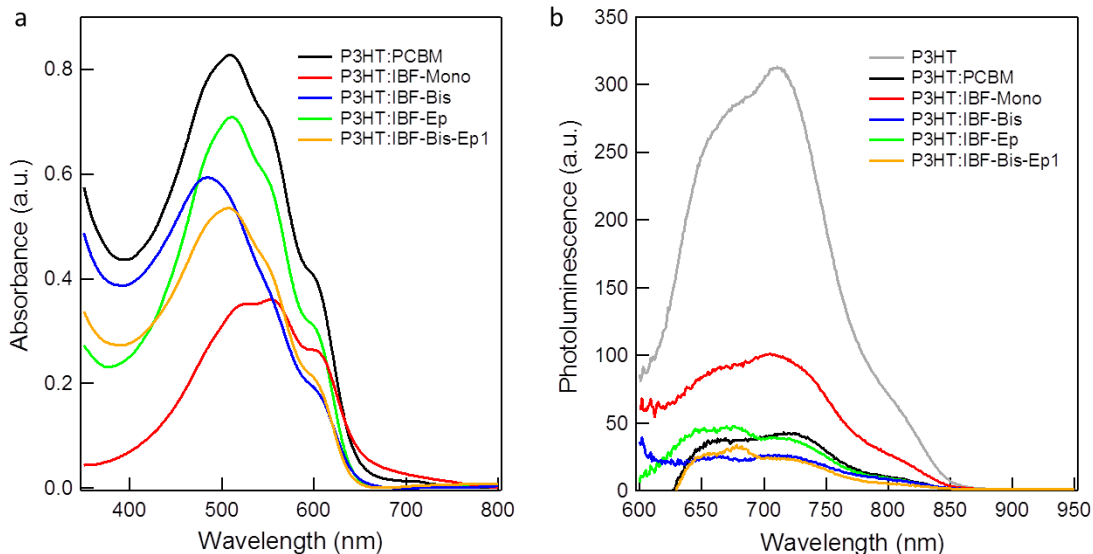 a
Absorbance (a.u.)
0.8
0.6
0.4
0.2
0.0
400 500 600 700 800
Wavelength (nm)
P3HT:PCBM
P3HT:IBF-Mono
P3HT:IBF-Bis
P3HT:IBF-Ep
P3HT:IBF-Bis-Ep1
b
Photoluminescence (a.u.)
350
300
250
200
150
100
50
0
600 650 700 750 800 850 900 950
Wavelength (nm)
P3HT
P3HT:PCBM
P3HT:IBF-Mono
P3HT:IBF-Bis
P3HT:IBF-Ep
P3HT:IBF-Bis-Ep1